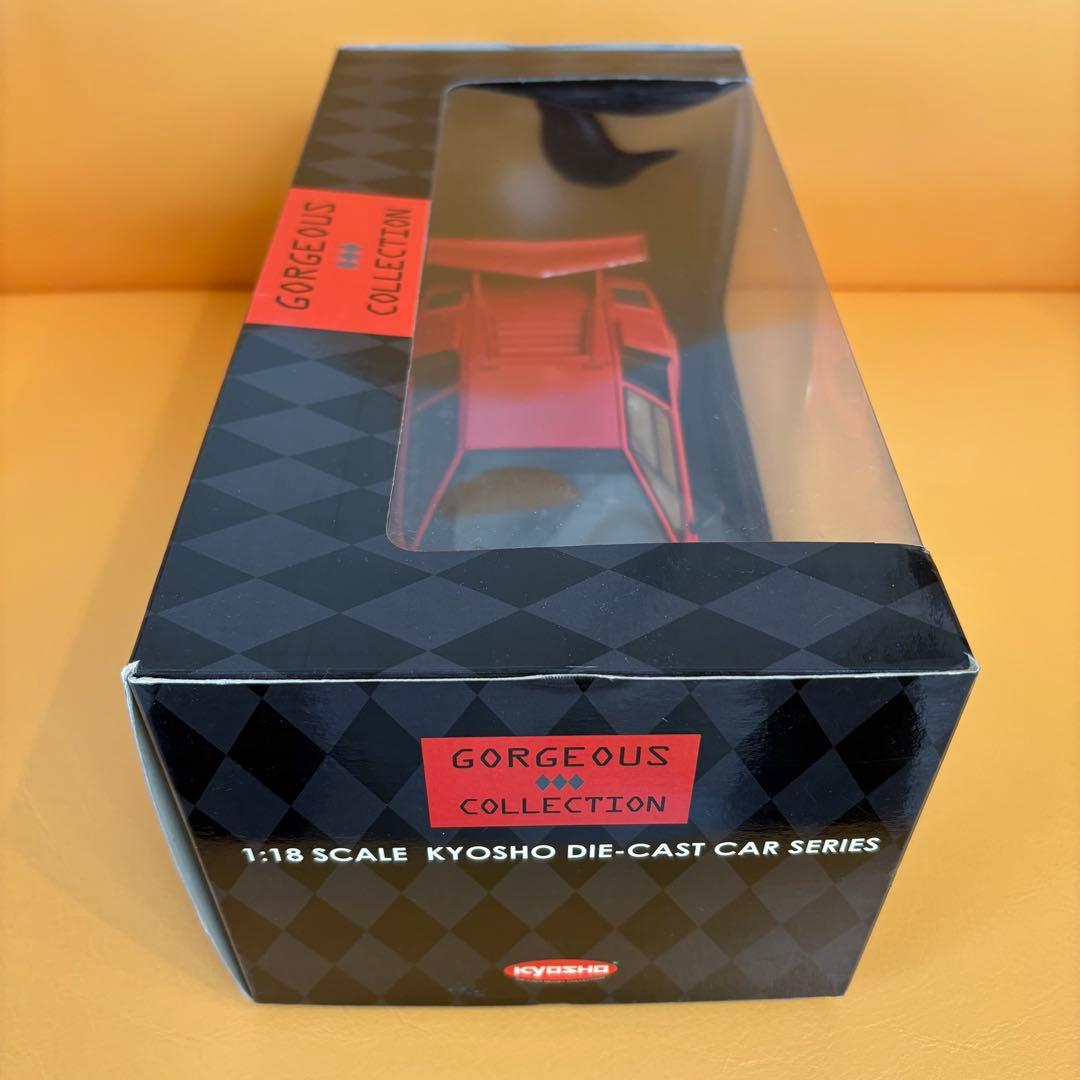 GORGEOUS
COLLECTION
GORGEOUS
COLLECTION
1:18 SCALE KYOSHO DIE-CAST CAR SERIES
KYOSHO